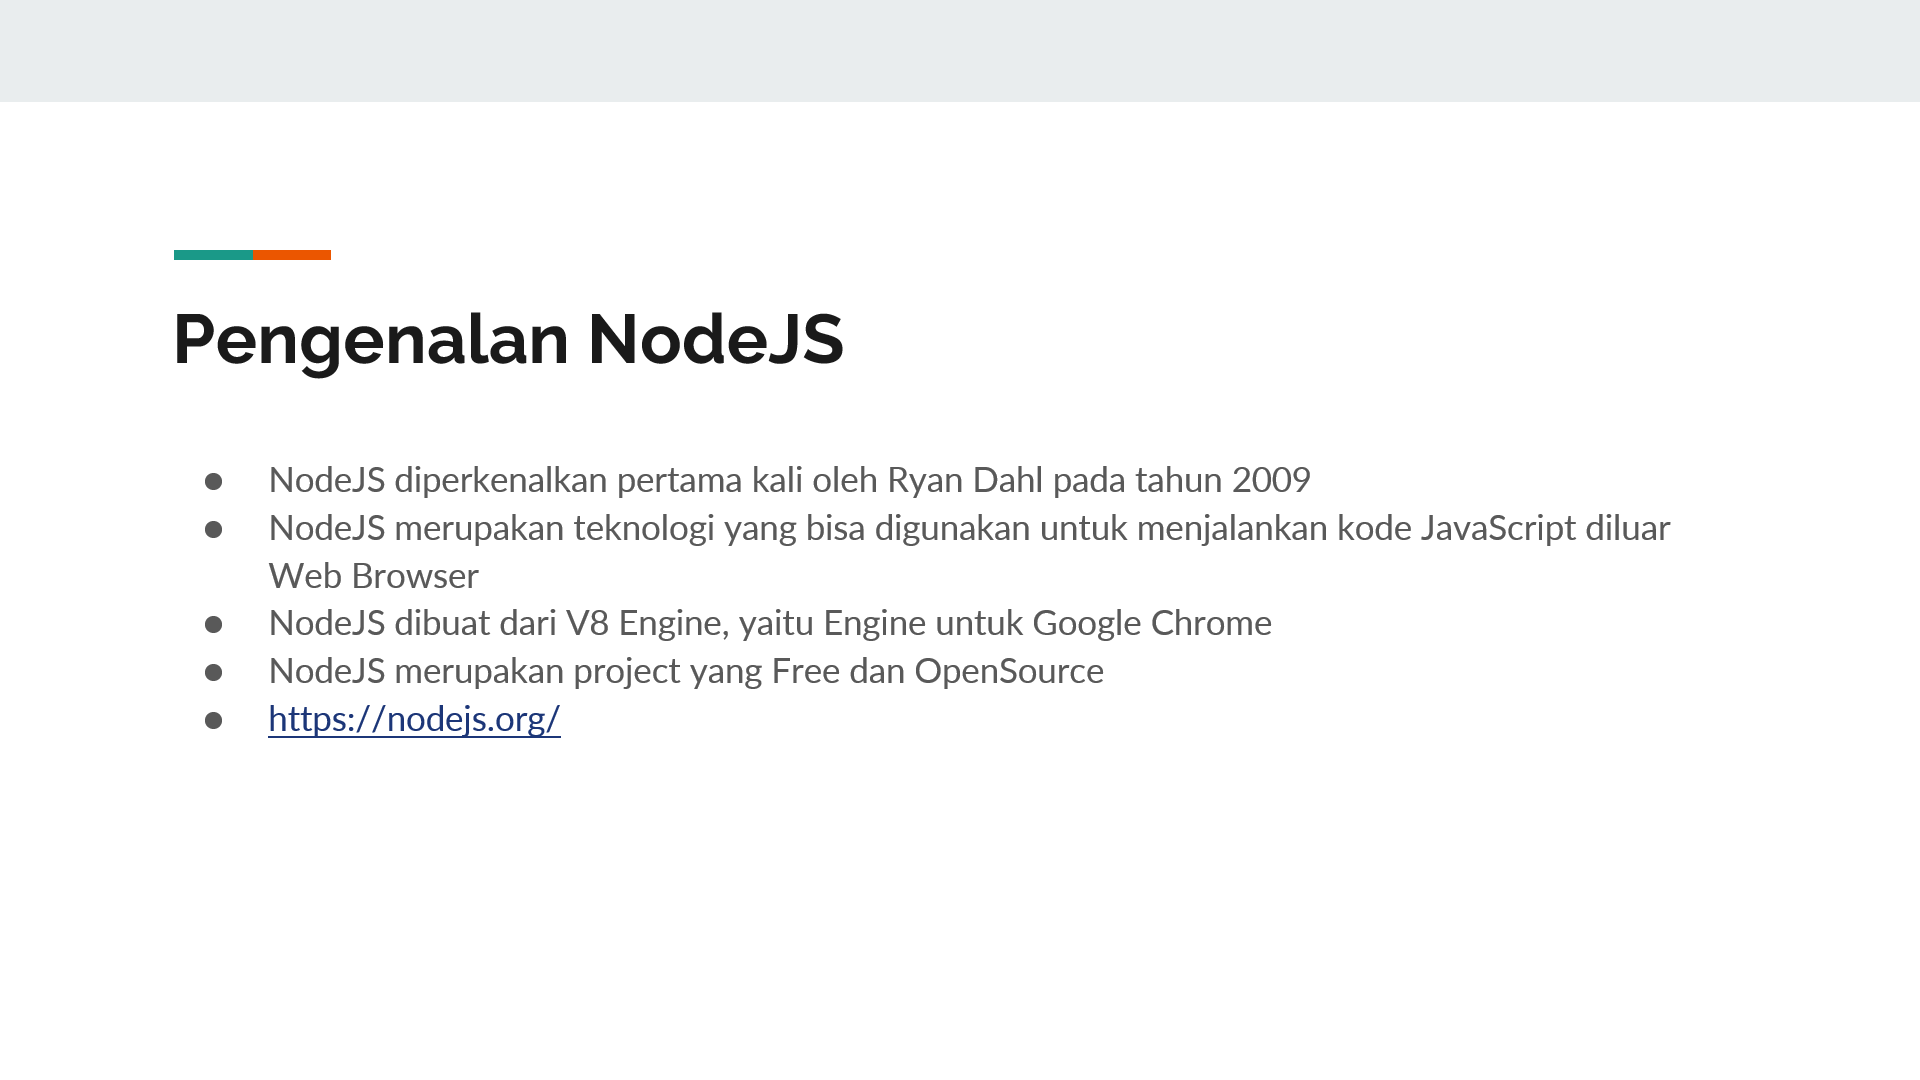 Pengenalan NodeJS
● NodeJS diperkenalkan pertama kali oleh Ryan Dahl pada tahun 2009
● NodeJS merupakan teknologi yang bisa digunakan untuk menjalankan kode JavaScript diluar
Web Browser
● NodeJS dibuat dari V8 Engine, yaitu Engine untuk Google Chrome
● NodeJS merupakan project yang Free dan OpenSource
● https://nodejs.org/